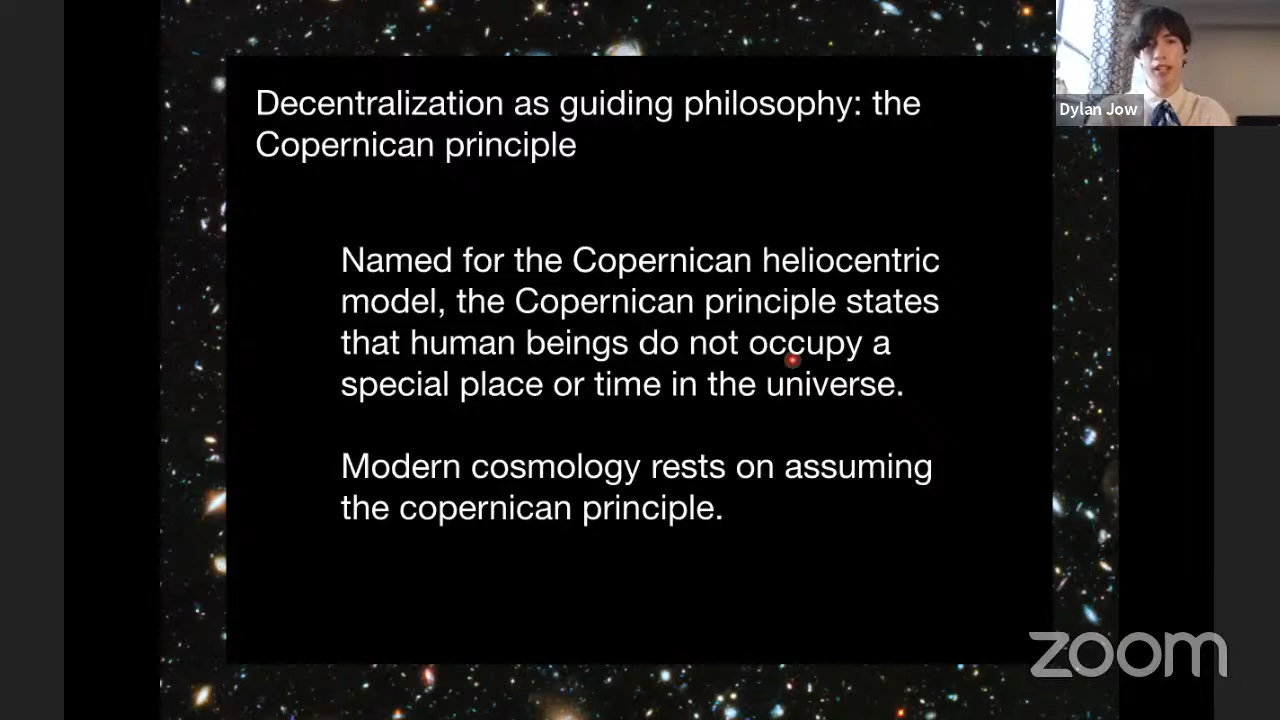 Decentralization as guiding philosophy: the
Copernican principle
Dylan Jow
Named for the Copernican heliocentric
model, the Copernican principle states
that human beings do not occupy a
special place or time in the universe.
Modern cosmology rests on assuming
the copernican principle.
zoom